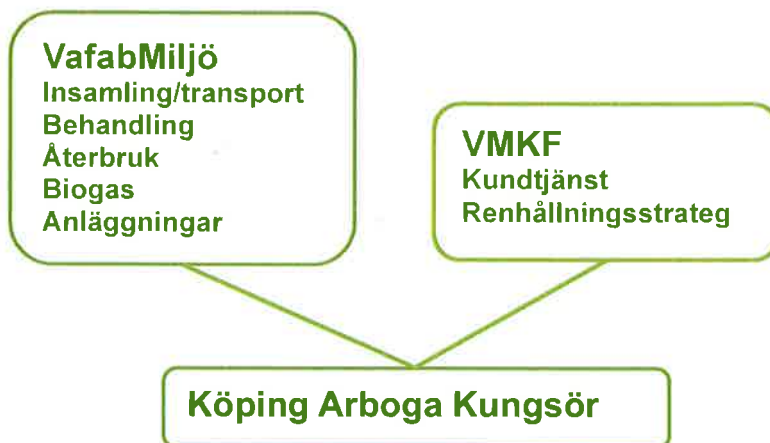 VafabMiljö
Insamling/transport
Behandling
Återbruk
Biogas
Anläggningar
VMKF
Kundtjänst
Renhållningsstrateg
Köping Arboga Kungsör